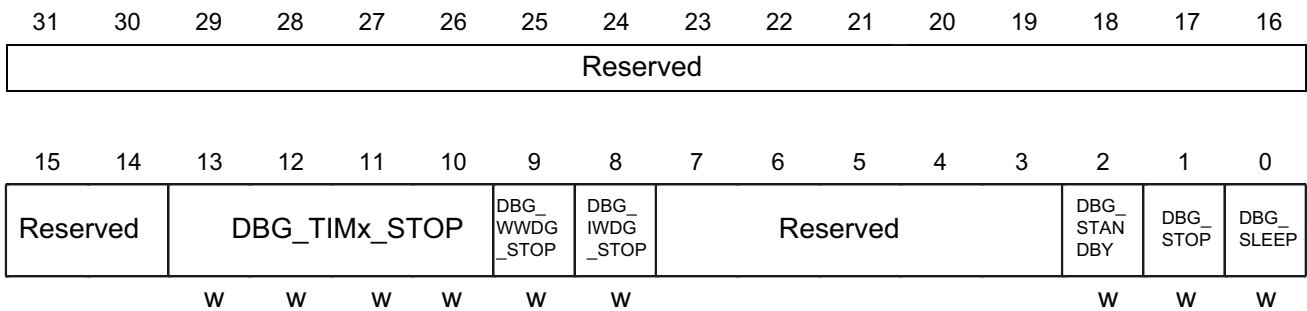 31 30 29 28 27 26 25 24 23 22 21 20 19 18 17 16
Reserved
15 14 13 12 11 10 9 8 7 6 5 4 3 2 1 0
Reserved
DBG_TIMx_STOP
DBG_
WWDG
_STOP
DBG_
IWDG
_STOP
Reserved
DBG_
STAN
DBY
DBG_
STOP
DBG_
SLEEP
w w w w w w w w w